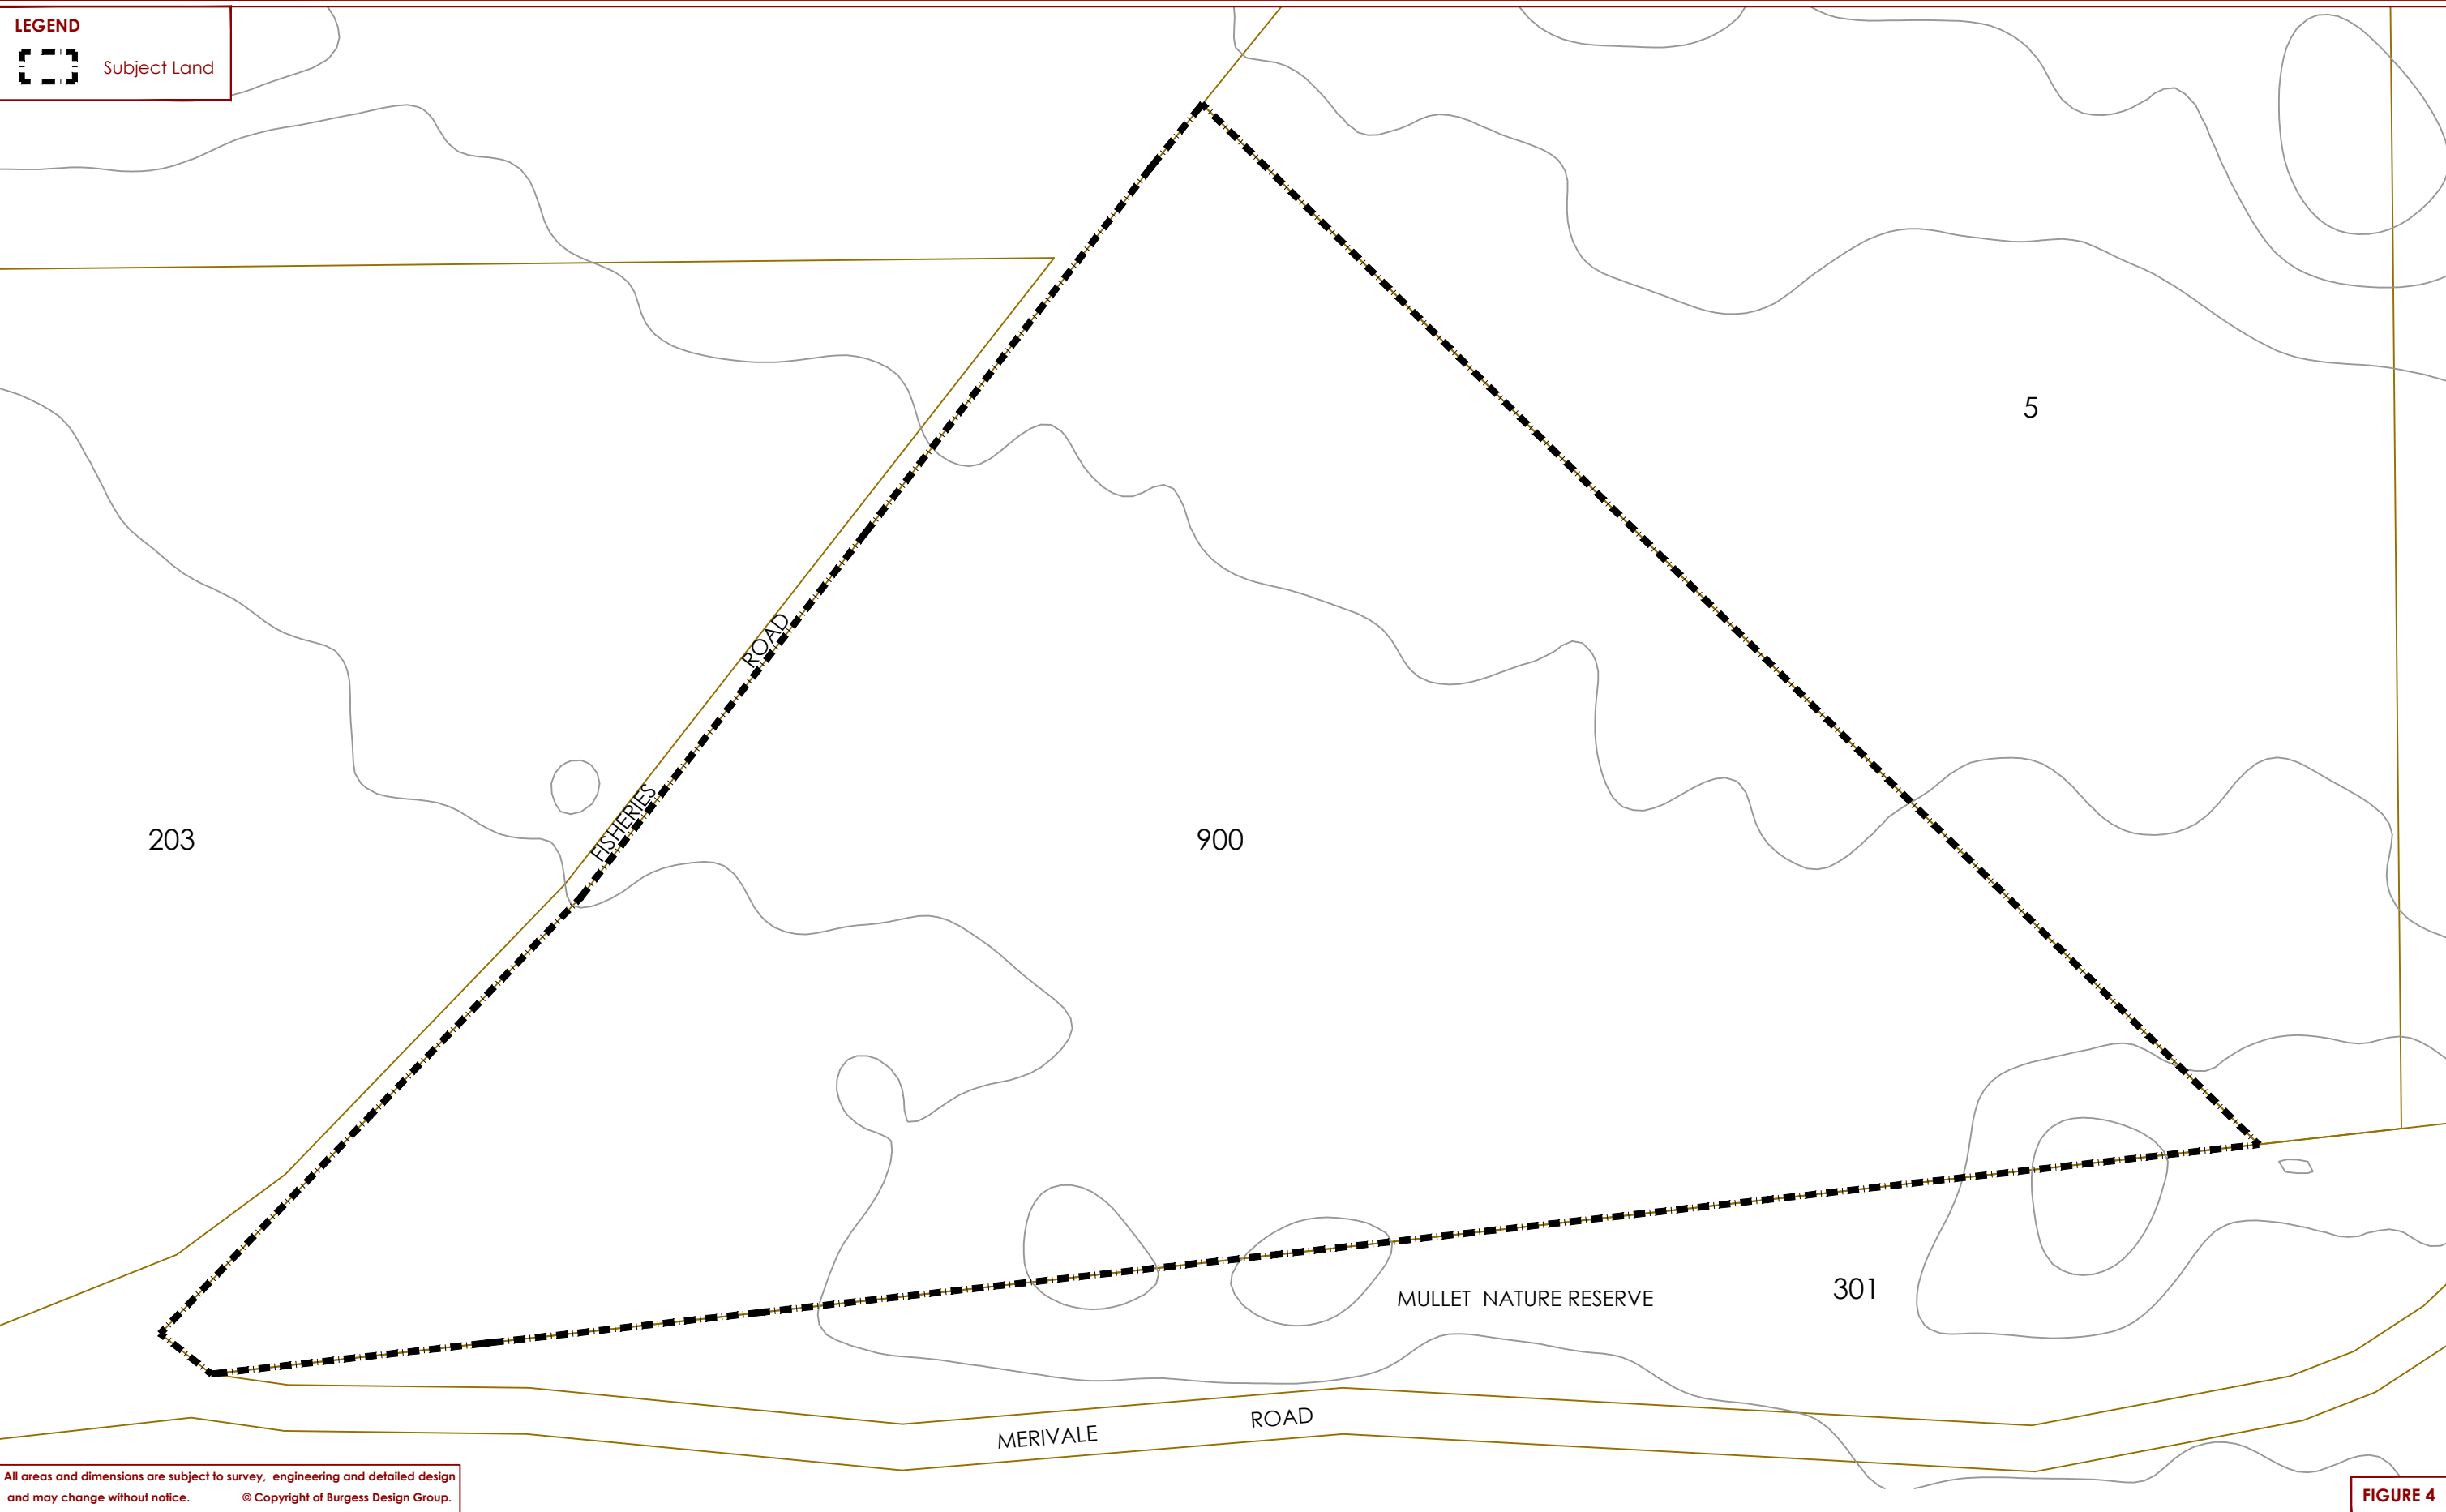 LEGEND
Subject Land
5
ROAD
FISHERIES
203
900
301
MULLET NATURE RESERVE
ROAD
MERIVALE
All areas and dimensions are subject to survey, engineering and detailed design
and may change without notice. © Copyright of Burgess Design Group.
FIGURE 4